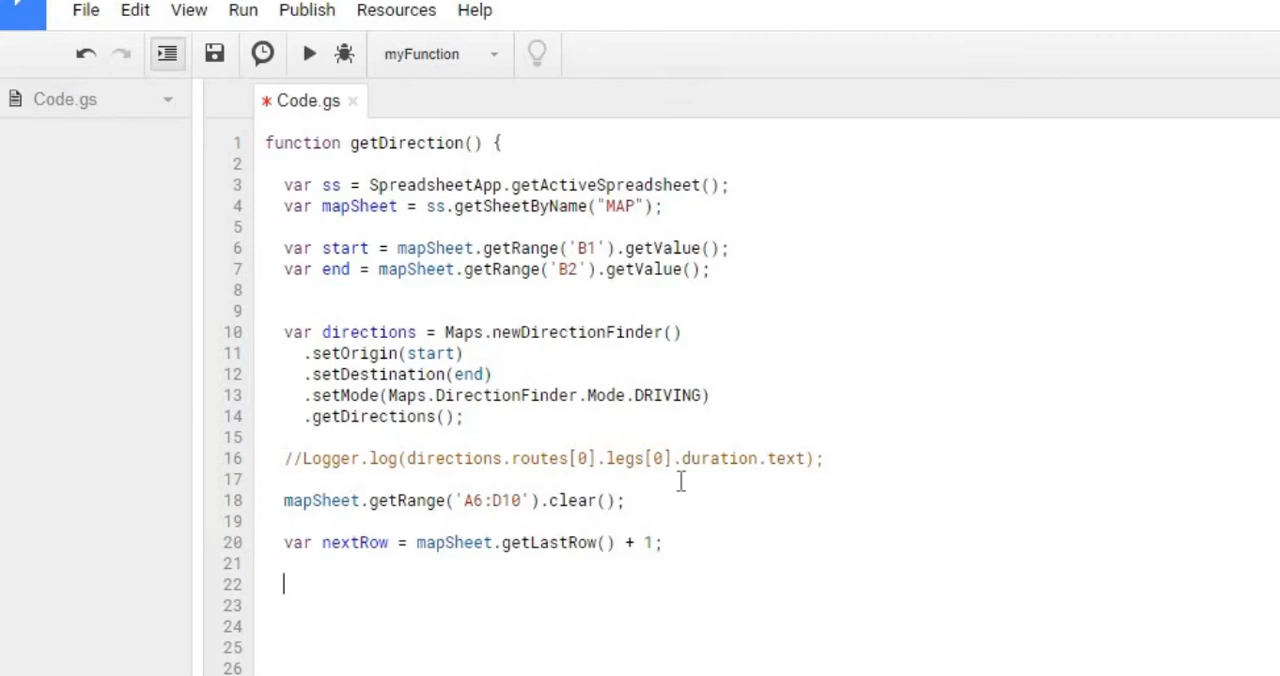 File Edit View Run Publish Resources Help
myFunction
Code.gs
* Code.gs ×
1 function getDirection() {
2
3 var ss = SpreadsheetApp.getActiveSpreadsheet();
4 var mapSheet = ss.getSheetByName("MAP");
5
6 var start = mapSheet.getRange('B1').getValue();
7 var end = mapSheet.getRange('B2').getValue();
8
9
10 var directions = Maps.newDirectionFinder()
11 .setOrigin(start)
12 .setDestination(end)
13 .setMode(Maps.DirectionFinder.Mode.DRIVING)
14 .getDirections();
15
16 //Logger.log(directions.routes[0].legs[0].duration.text);
17
18 mapSheet.getRange('A6:D10').clear();
19
20 var nextRow = mapSheet.getLastRow() + 1;
21
22
23
24
25
26